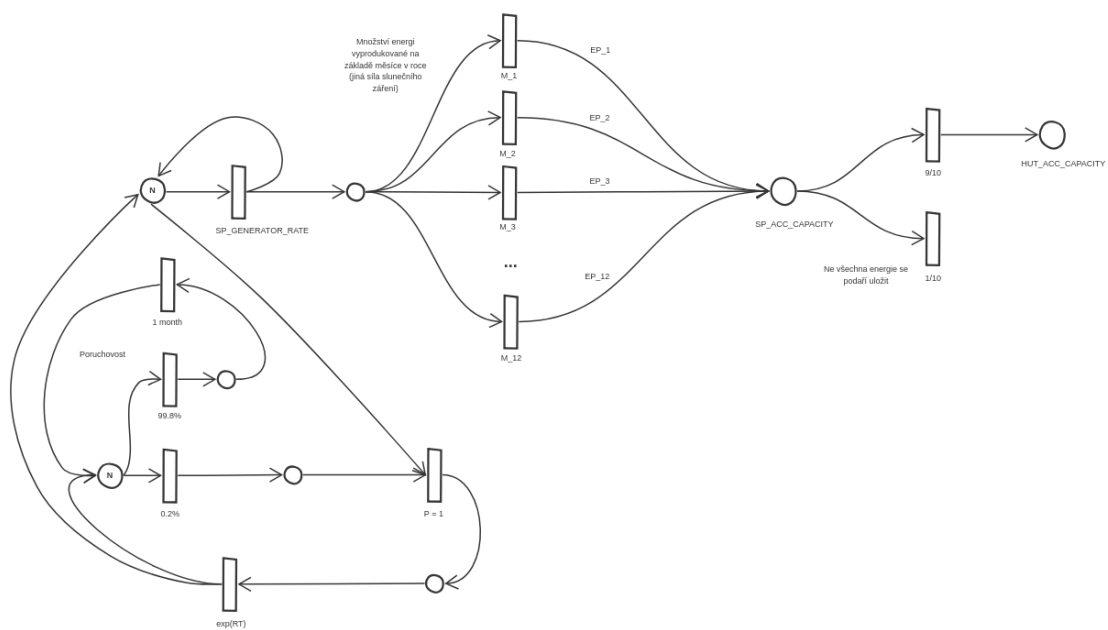 Množství energi
vyprodukované na
základě měsíce v roce
(jiná síla slunečního
záření)
EP_1
M_1
EP_2
M_2
9/10
HUT_ACC_CAPACITY
EP_3
N
M_3
SP_GENERATOR_RATE
SP_ACC_CAPACITY
...
EP_12
Ne všechna energie se
podaří uložit
1/10
1 month
M_12
Poruchovost
99.8%
N
0.2%
P = 1
exp(RT)